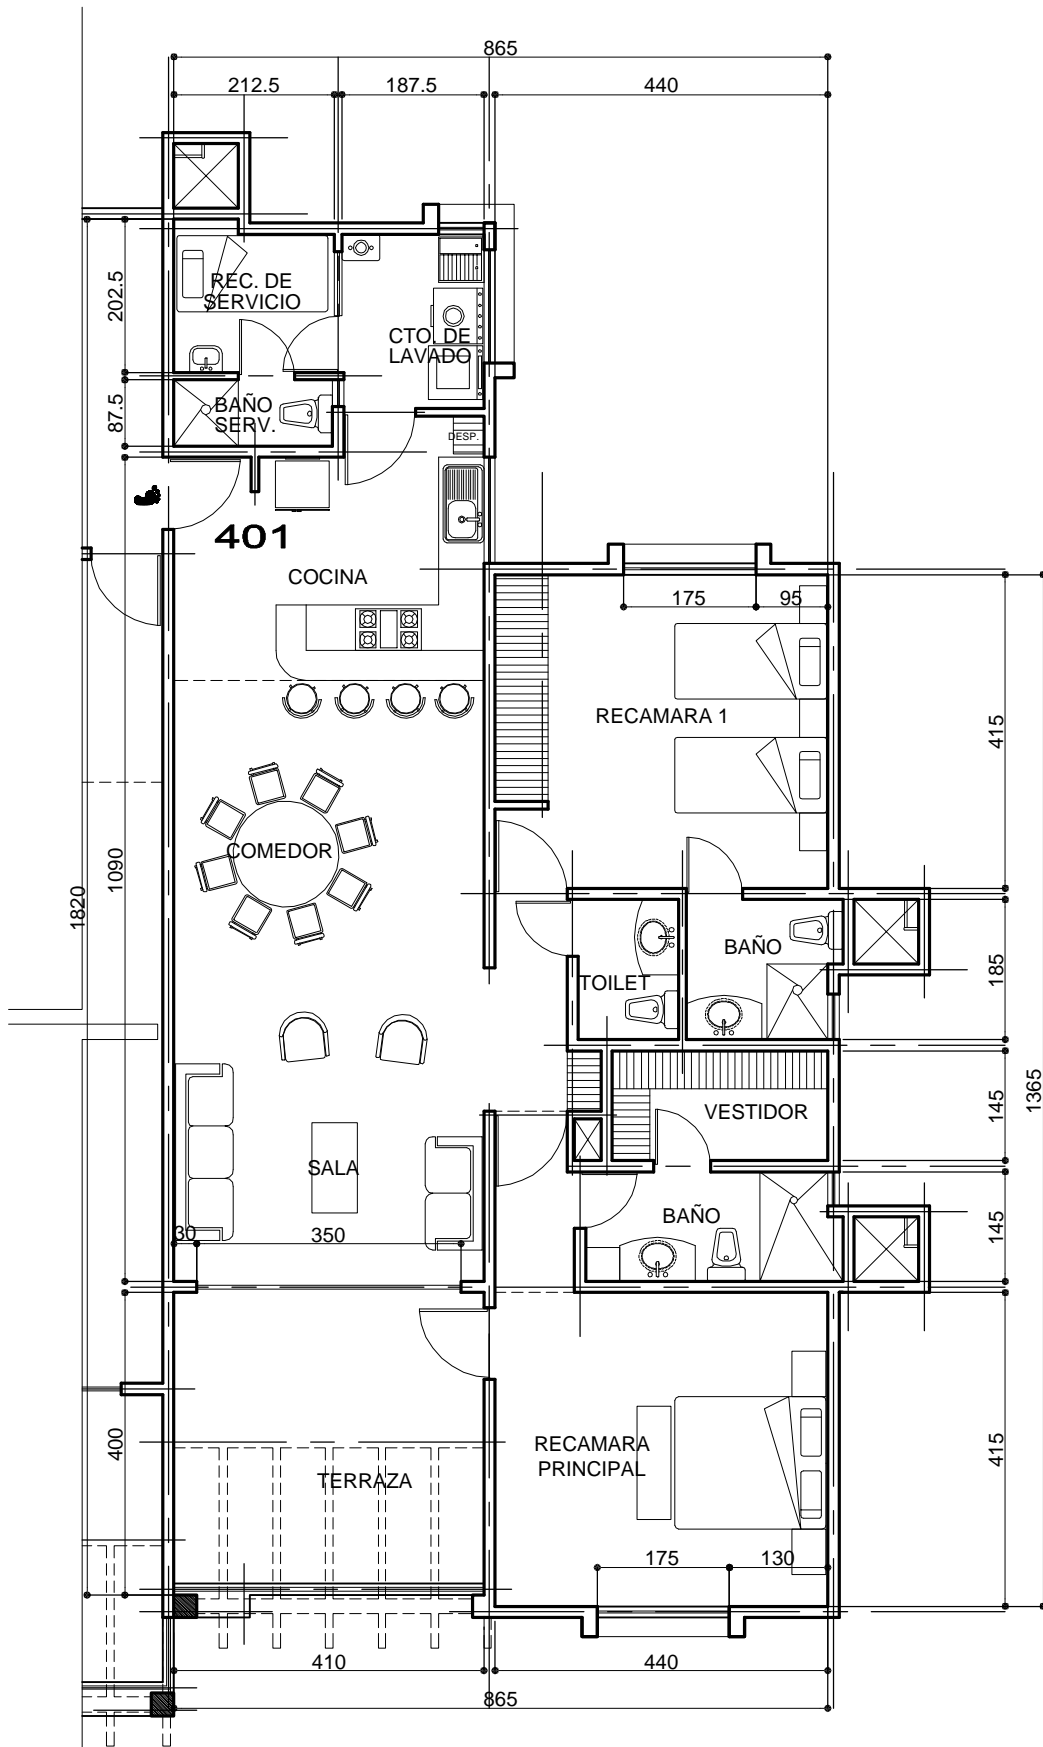 865
212.5
187.5
440
202.5
REC. DE
SERVICIO
CTO. DE
LAVADO
87.5
BAÑO
SERV.
DESP.
401
COCINA
175
95
RECAMARA 1
415
COMEDOR
1090
1820
BAÑO
TOILET
185
VESTIDOR
145
1365
SALA
BAÑO
145
30
350
400
TERRAZA
RECAMARA
PRINCIPAL
415
175
130
410
440
865